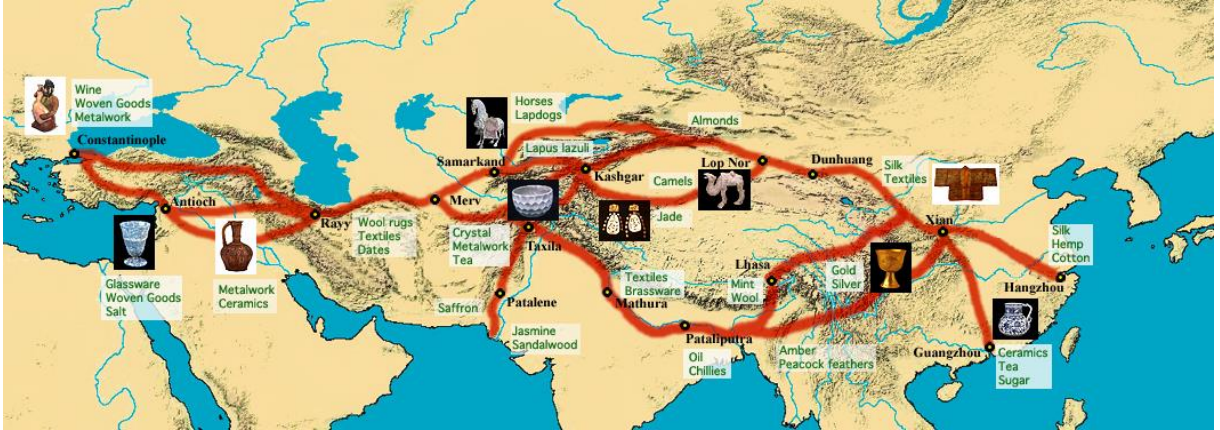 Wine
Woven Goods
Metalwork
Constantinople
Antioch
Glassware
Woven Goods
Salt
Metalwork
Ceramics
Rayy
Wool rugs
Textiles
Dates
Merv
Samarkand
Horses
Lapdogs
Lapus lazuli
Kashgar
Crystal
Metalwork
Tea
Taxila
Saffron
Patalene
Jasmine
Sandalwood
Almonds
Lop Nor
Camels
Jade
Dunhuang
Textiles
Brassware
Mathura
Pataliputra
Oil
Chillies
Lhasa
Mint
Wool
Gold
Silver
Amber
Peacock feathers
Silk
Textiles
Xian
Silk
Hemp
Cotton
Hangzhou
Guangzhou
Ceramics
Tea
Sugar